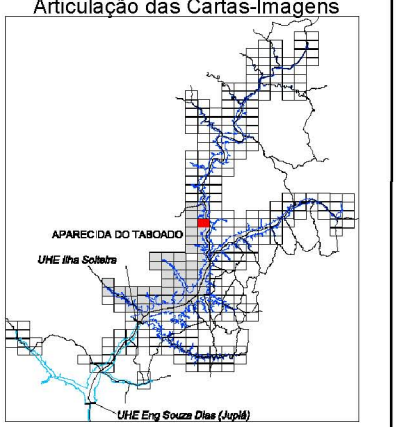 Articulação das Cartas-Imagens
APARECIDA DO TABOADO
UHE Ilha Solteira
UHE Eng Souza Dias (Jupiá)